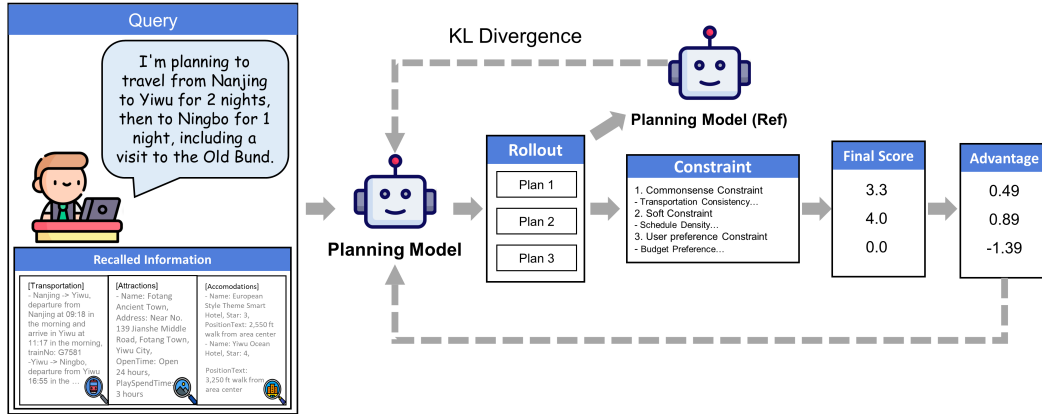 Query
I'm planning to
travel from Nanjing
to Yiwu for 2 nights,
then to Ningbo for 1
night, including a
visit to the Old Bund.
Recalled Information
[Transportation]
- Nanjing -> Yiwu,
departure from
Nanjing at 09:18 in
the morning and
arrive in Yiwu at
11:17 in the morning,
trainNo: G7581
-Yiwu -> Ningbo,
departure from Yiwu
16:55 in the ...
[Attractions]
- Name: Fotang
Ancient Town,
Address: Near No.
139 Jianshe Middle
Road, Fotang Town,
Yiwu City,
OpenTime: Open
24 hours,
PlaySpendTime:
3 hours
[Accomodations]
- Name: European
Style Theme Smart
Hotel, Star: 3,
PositionText: 2,550 ft
walk from area center
- Name: Yiwu Ocean
Hotel, Star: 4,
PositionText:
3,250 ft walk from
area center
KL Divergence
Planning Model (Ref)
Planning Model
Rollout
Plan 1
Plan 2
Plan 3
Constraint
1. Commonsense Constraint
- Transportation Consistency...
2. Soft Constraint
- Schedule Density...
3. User preference Constraint
- Budget Preference...
Final Score
3.3
4.0
0.0
Advantage
0.49
0.89
-1.39